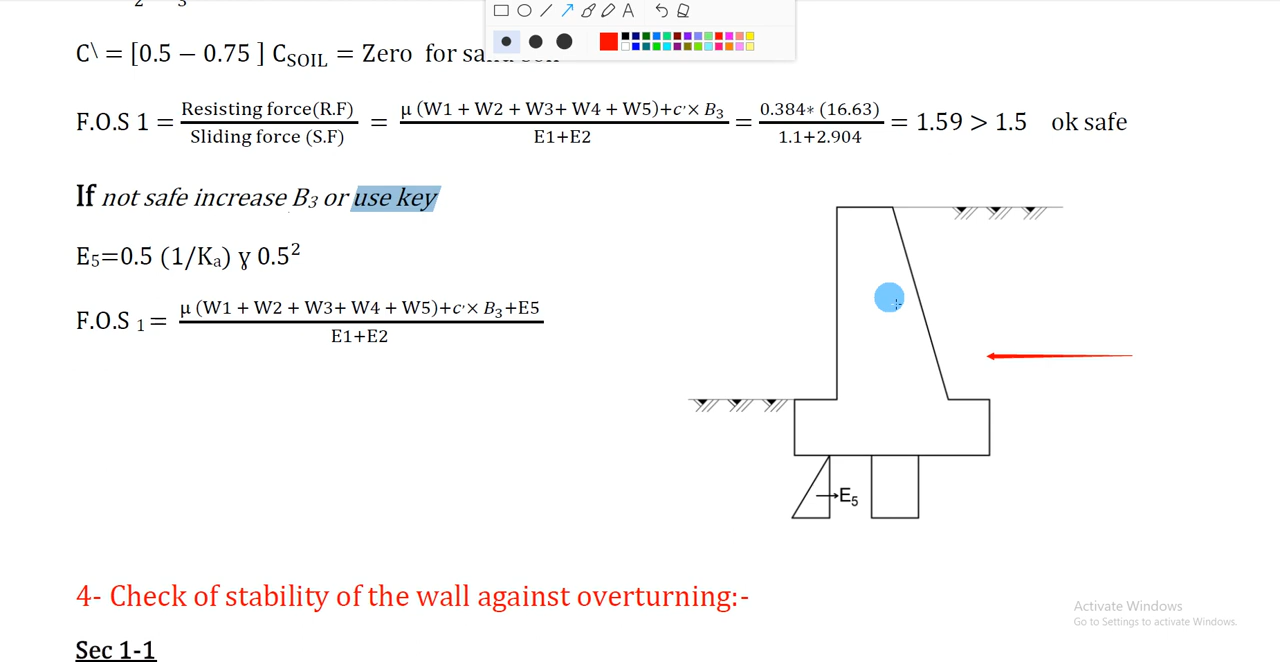 2 3
C\ = [0.5 − 0.75 ] CSOIL = Zero for
F.O.S 1 = Resisting force(R.F) / Sliding force (S.F) = μ (W1 + W2 + W3+ W4 + W5)+c'× B3 / E1+E2 = 0.384* (16.63) / 1.1+2.904 = 1.59 > 1.5 ok safe
If not safe increase B3 or use key
E5=0.5 (1/Ka) ɣ 0.5²
F.O.S 1= μ (W1 + W2 + W3+ W4 + W5)+c'× B3+E5 / E1+E2
E5
4- Check of stability of the wall against overturning:-
Sec 1-1
A
Activate Windows
Go to Settings to activate Windows.